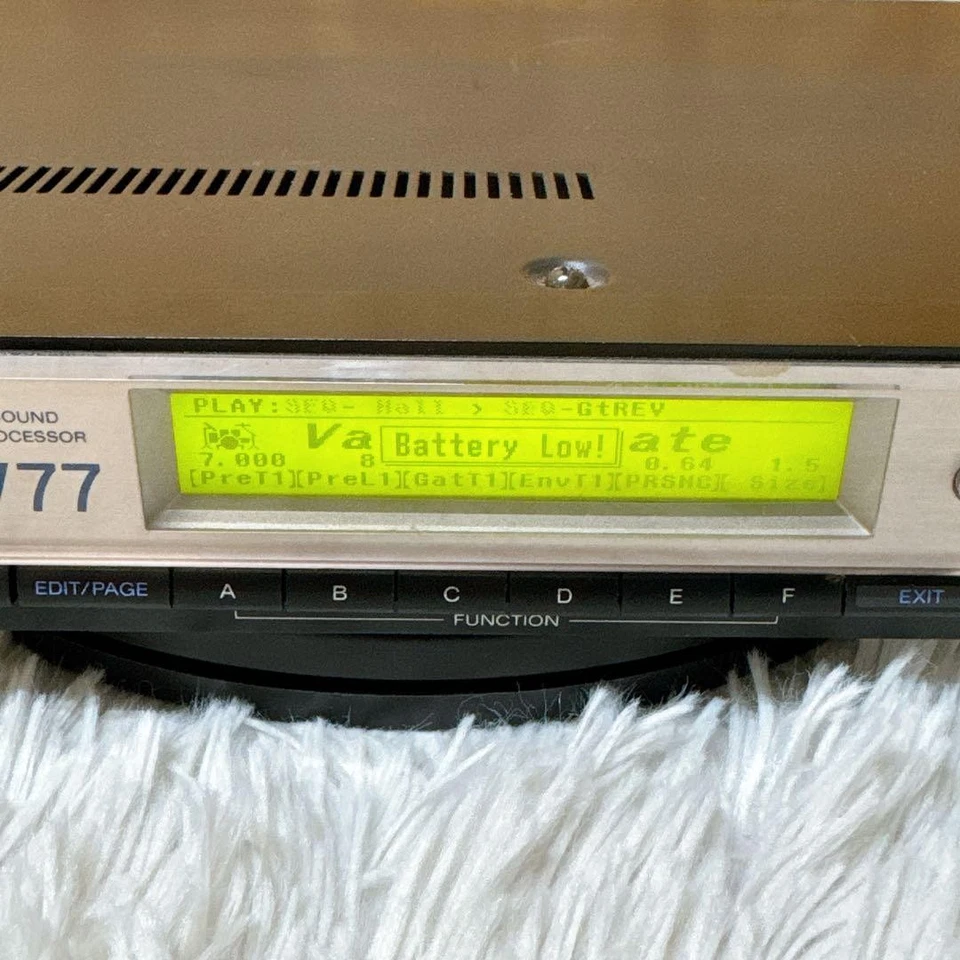 OUND
OCESSOR
V77
PLAY:SEQ- Hall > SEQ-GtREV
Va
Battery Low!
ate
7.000 8 0.64 1.5
[PreT1][PreL1][GatT1][EnvT1][PRSNC][ Size]
EDIT/PAGE A B C D E F EXIT
FUNCTION